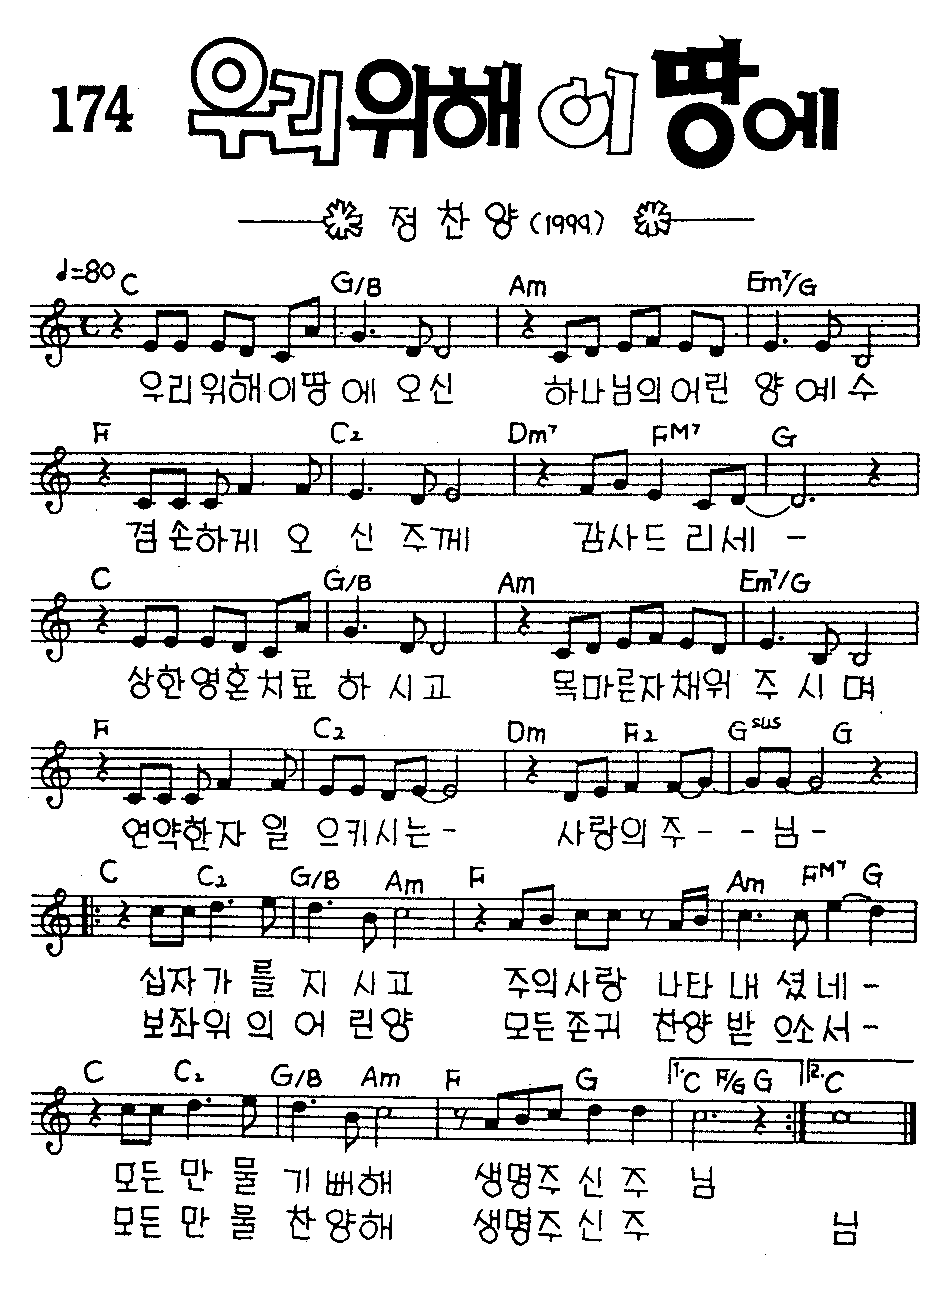 174 우리위해 이 땅에
정찬양 (1994)
♩=80 C G/B Am Em7/G
우리위해이땅에 오신 하나님의어린 양 예수
F C2 Dm7 FM7 G
겸손하게 오 신 주께 감사드 리세 -
C G/B Am Em7/G
상한영혼치료 하 시고 목마른자채워 주 시 며
F C2 Dm F2 Gsus G
연약한자 일 으키시는- 사랑의 주- - 님-
C C2 G/B Am F Am FM7 G
십자가 를 지 시고 주의사랑 나타 내 셨네-
보좌위 의 어 린양 모든존귀 찬양 받 으소서-
C C2 G/B Am F G 1. C F/G G 2. C
모든 만 물 기 뻐해 생명주 신 주 님
모든 만 물 찬 양해 생명주 신 주 님